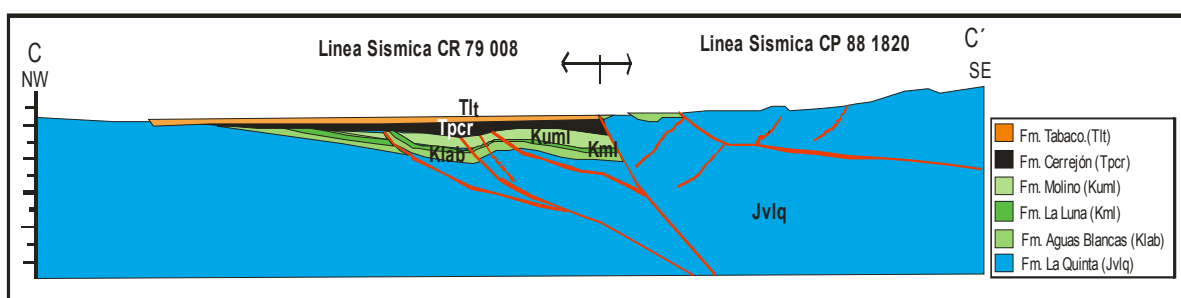 Linea Sismica CR 79 008
Linea Sismica CP 88 1820
C
NW
C´
SE
Tlt
Tpcr
Kuml
Klab
Kml
Jvlq
Fm. Tabaco.(Tlt)
Fm. Cerrejón (Tpcr)
Fm. Molino (Kuml)
Fm. La Luna (Kml)
Fm. Aguas Blancas (Klab)
Fm. La Quinta (Jvlq)